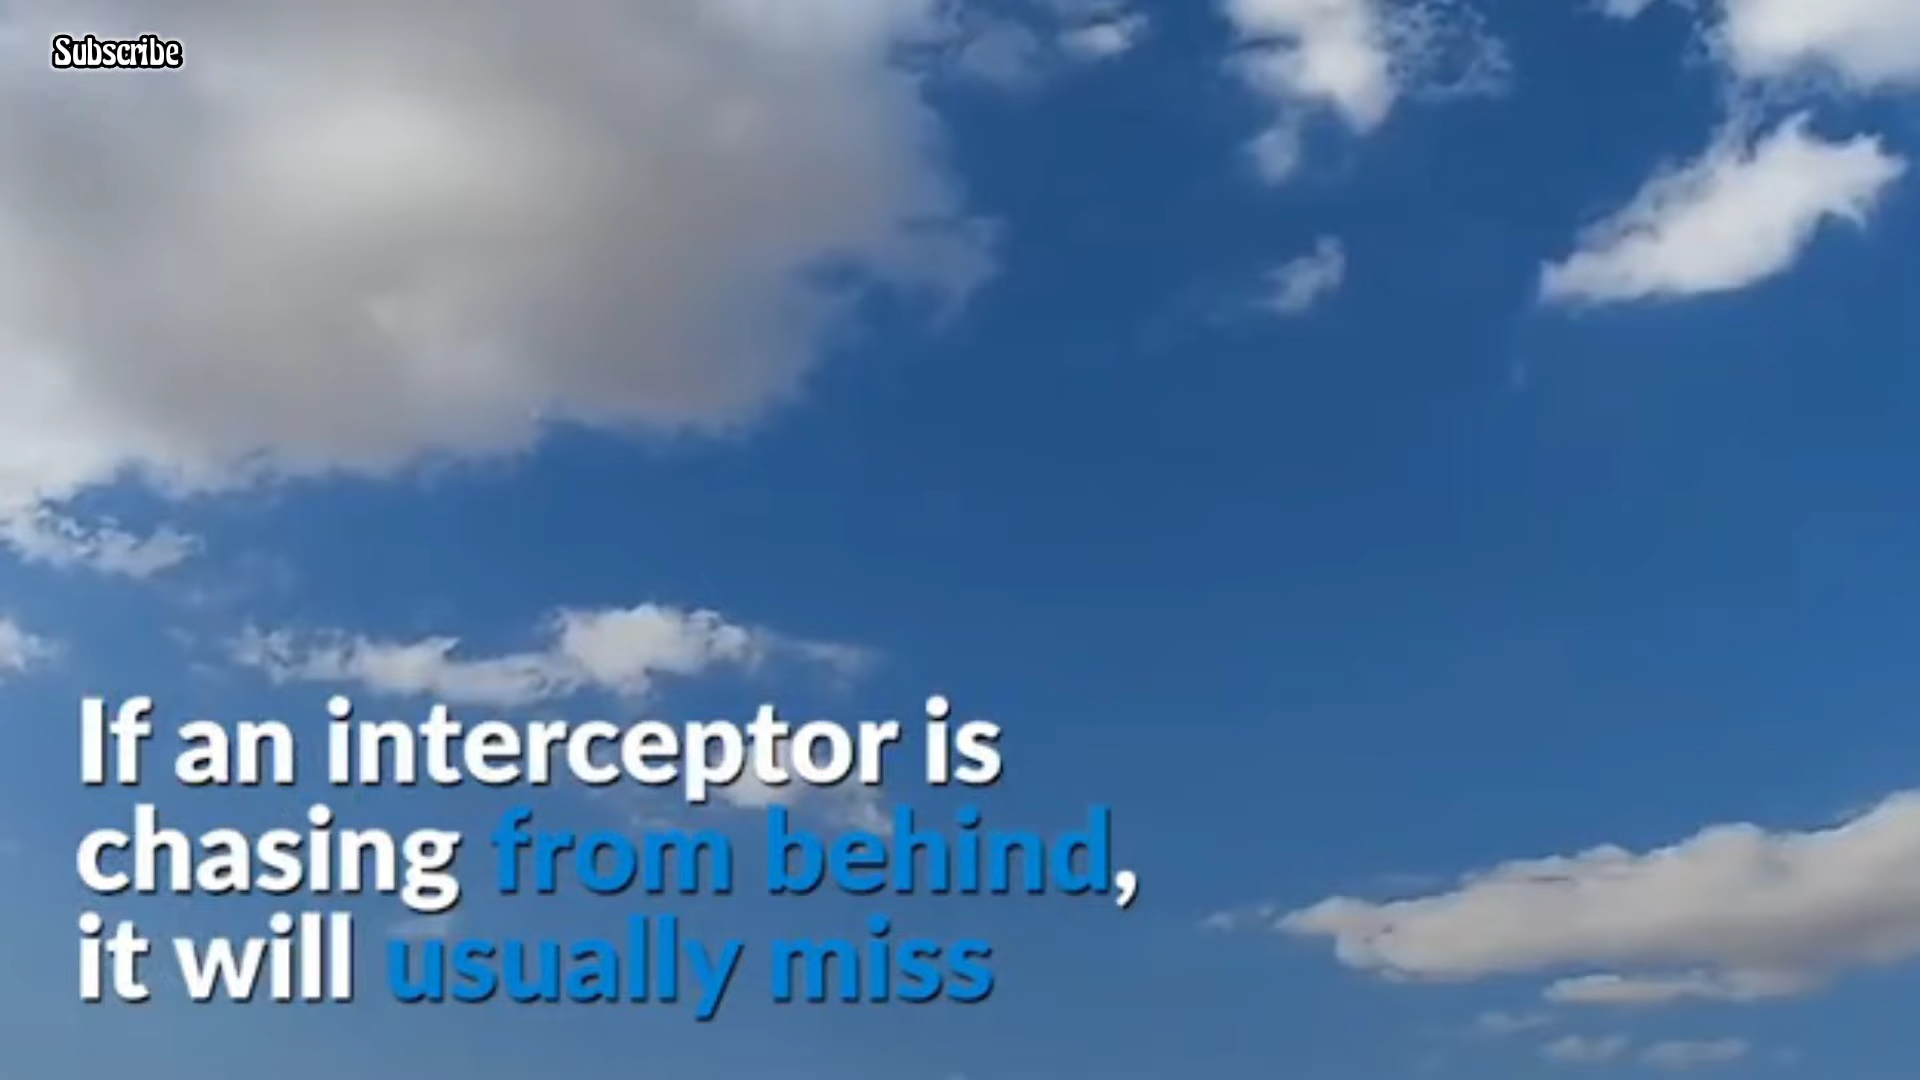 Subscribe
If an interceptor is
chasing from behind,
it will usually miss